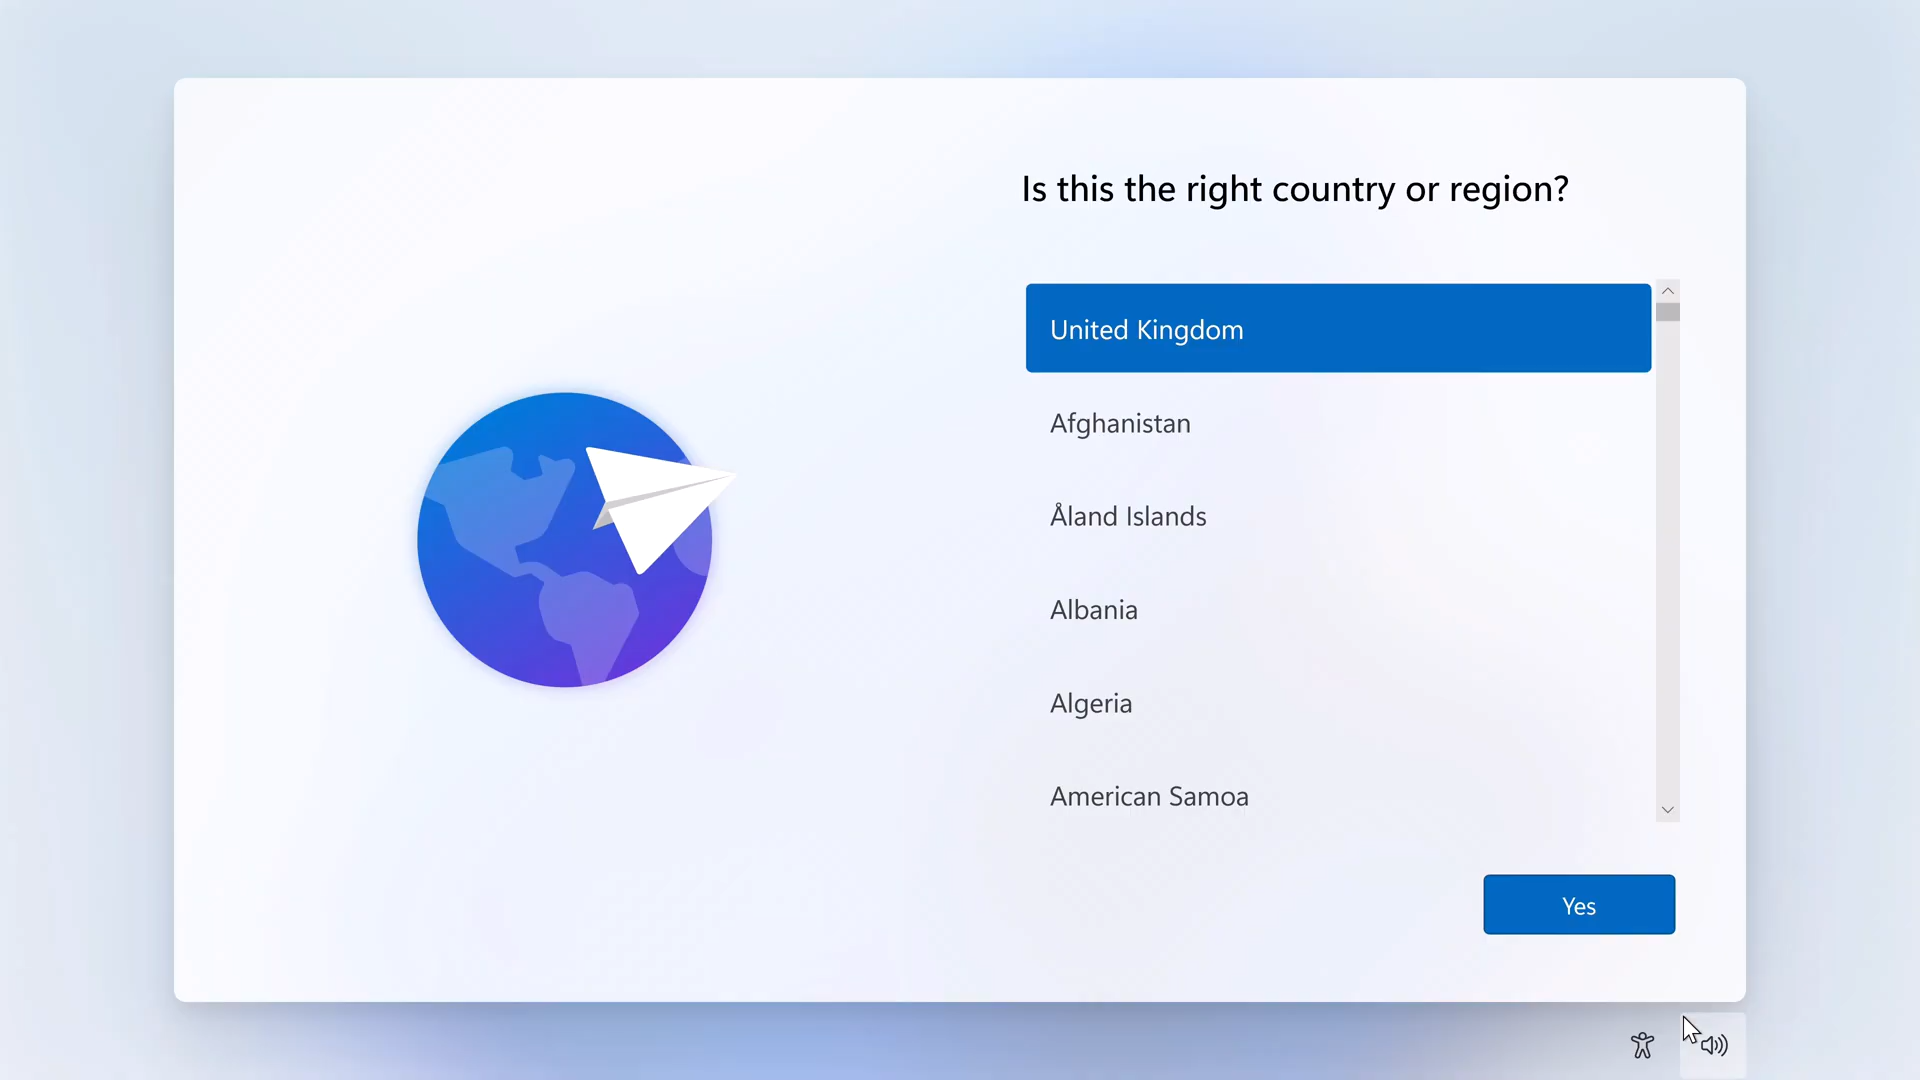 Is this the right country or region?
United Kingdom
Afghanistan
Åland Islands
Albania
Algeria
American Samoa
Yes